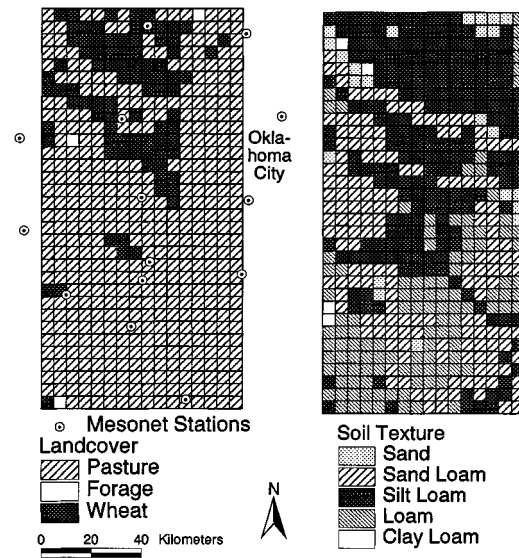 Okla-
homa
City
Mesonet Stations
Landcover
Pasture
Forage
Wheat
0 20 40 Kilometers
N
Soil Texture
Sand
Sand Loam
Silt Loam
Loam
Clay Loam